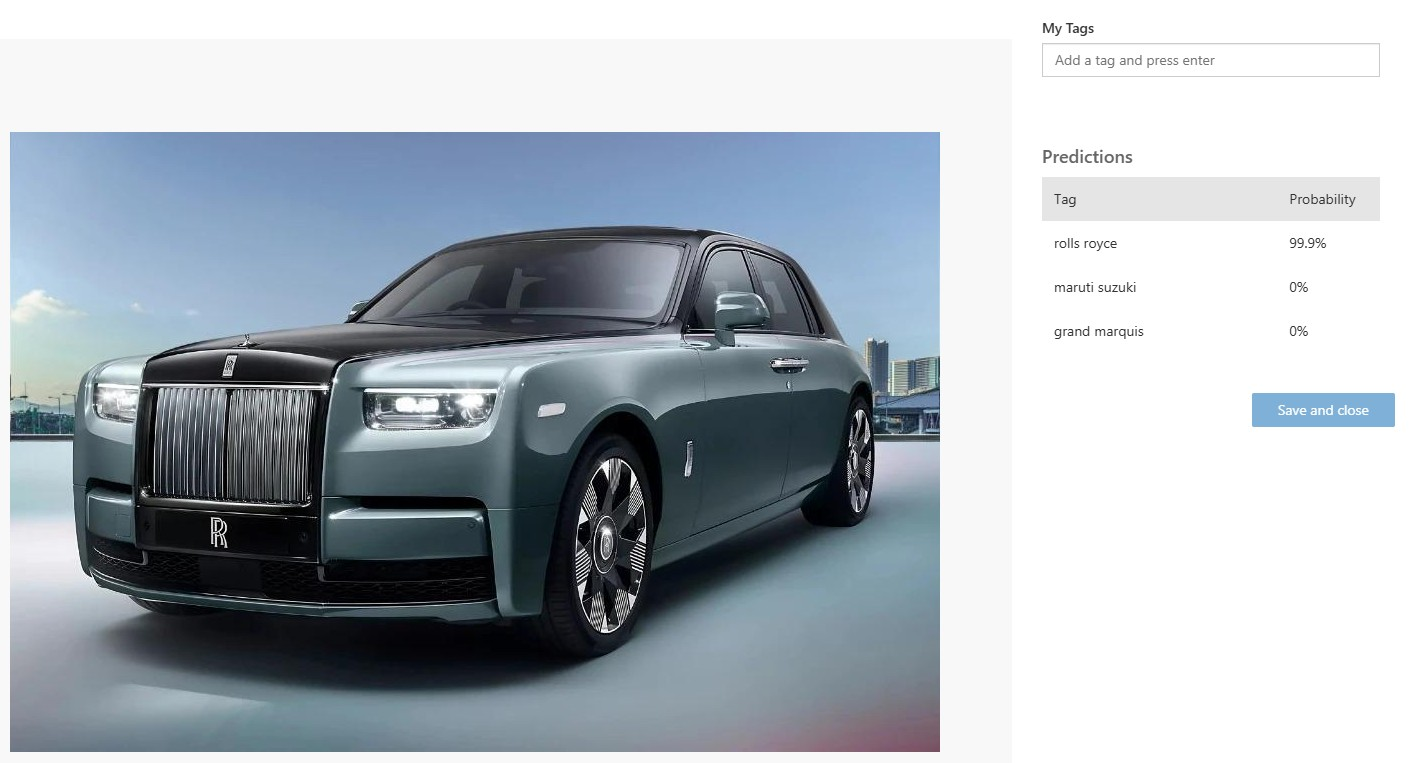 My Tags
Add a tag and press enter
Predictions
Tag Probability
rolls royce 99.9%
maruti suzuki 0%
grand marquis 0%
Save and close
RR
RR